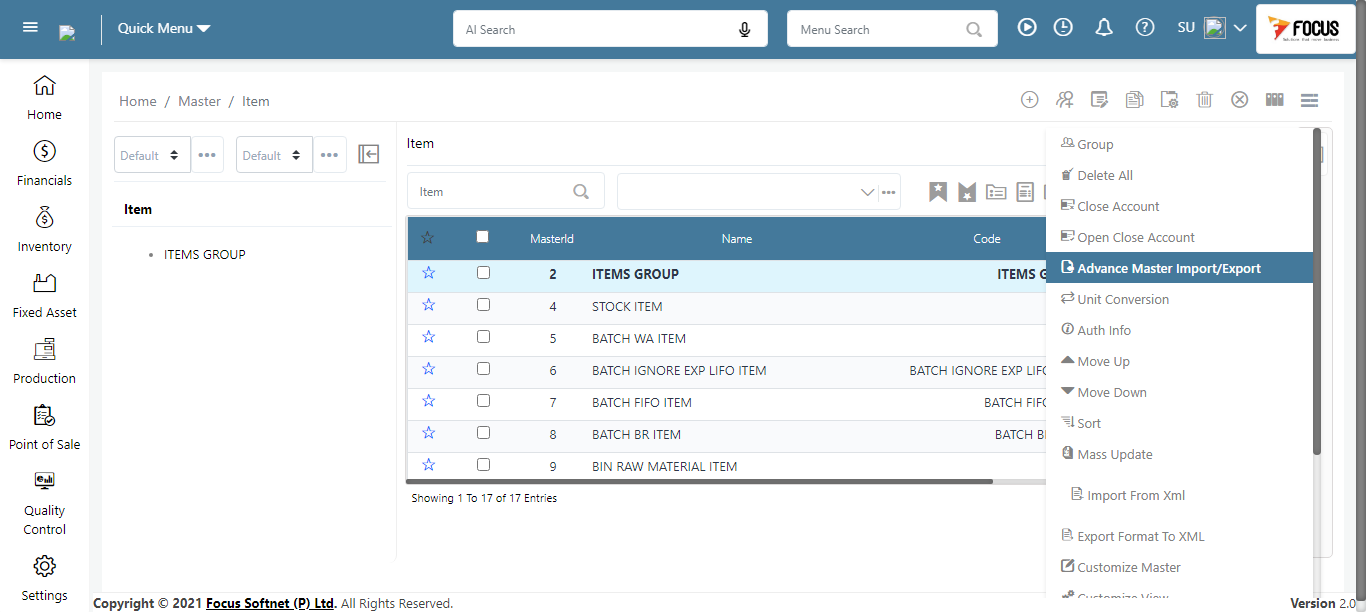 Quick Menu
AI Search
Menu Search
SU
FOCUS
Home
Financials
Inventory
Fixed Asset
Production
Point of Sale
Quality
Control
Settings
Home / Master / Item
Default
Default
Item
ITEMS GROUP
Item
Item
MasterId Name Code
2 ITEMS GROUP ITEMS G
4 STOCK ITEM
5 BATCH WA ITEM
6 BATCH IGNORE EXP LIFO ITEM BATCH IGNORE EXP LIFO
7 BATCH FIFO ITEM BATCH FIFO
8 BATCH BR ITEM BATCH B
9 BIN RAW MATERIAL ITEM
Showing 1 To 17 of 17 Entries
Group
Delete All
Close Account
Open Close Account
Advance Master Import/Export
Unit Conversion
Auth Info
Move Up
Move Down
Sort
Mass Update
Import From Xml
Export Format To XML
Customize Master
Customize View
Copyright © 2021 Focus Softnet (P) Ltd. All Rights Reserved.
Version 2.0